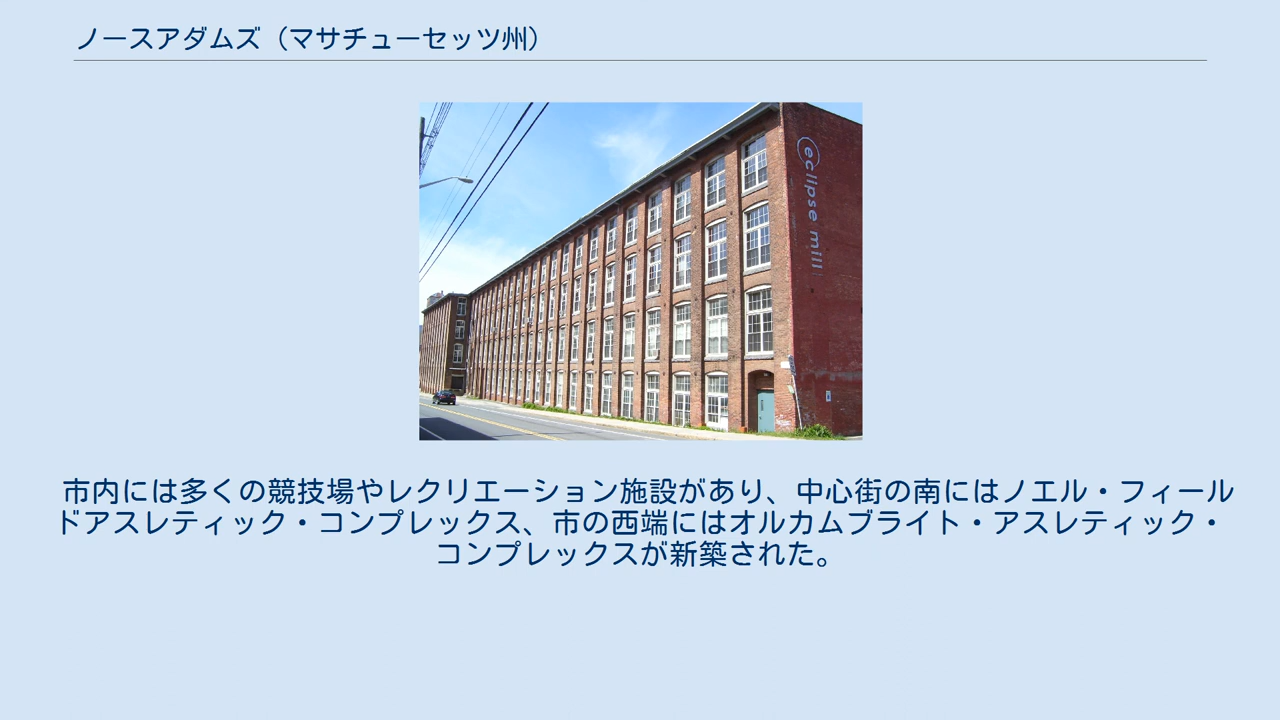 ノースアダムズ（マサチューセッツ州）
eclipse mill
市内には多くの競技場やレクリエーション施設があり、中心街の南にはノエル・フィール
ドアスレティック・コンプレックス、市の西端にはオルカムブライト・アスレティック・
コンプレックスが新築された。